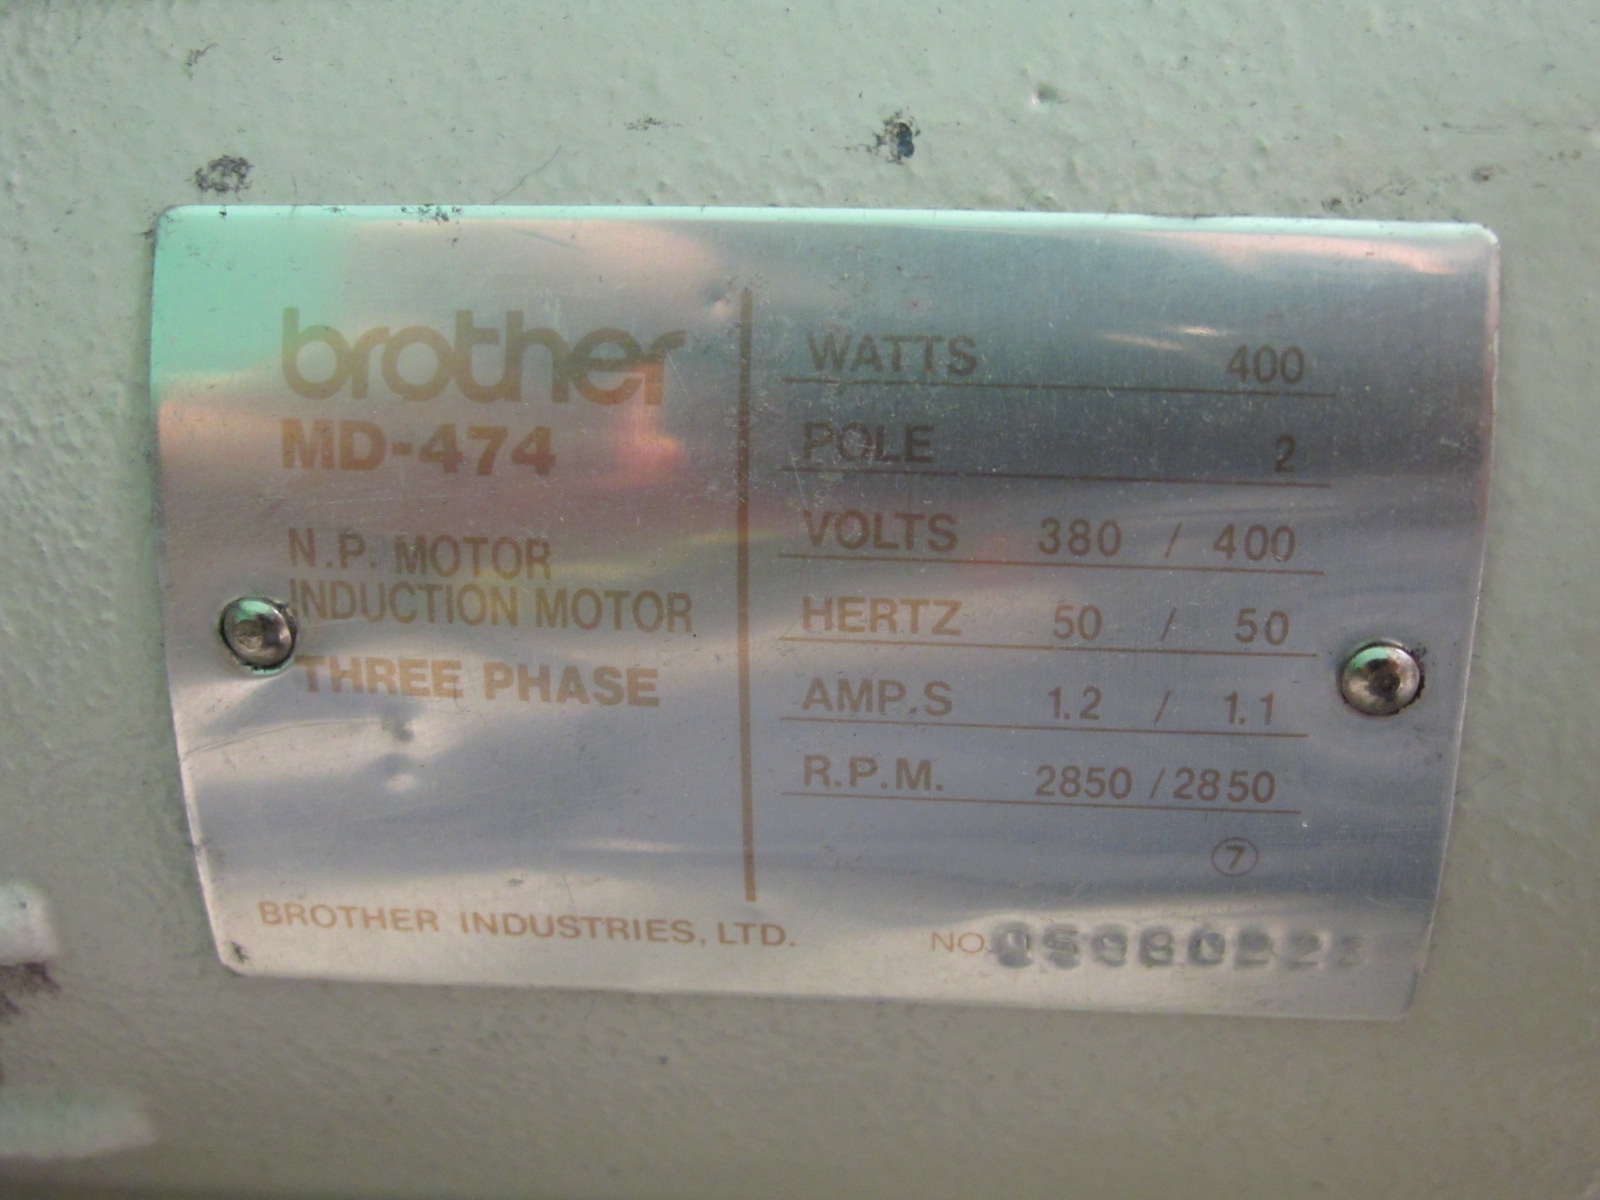 brother
MD-474
N.P. MOTOR
INDUCTION MOTOR
THREE PHASE
WATTS 400
POLE 2
VOLTS 380 / 400
HERTZ 50 / 50
AMP.S 1.2 / 1.1
R.P.M. 2850 / 2850
7
BROTHER INDUSTRIES, LTD.
NO.